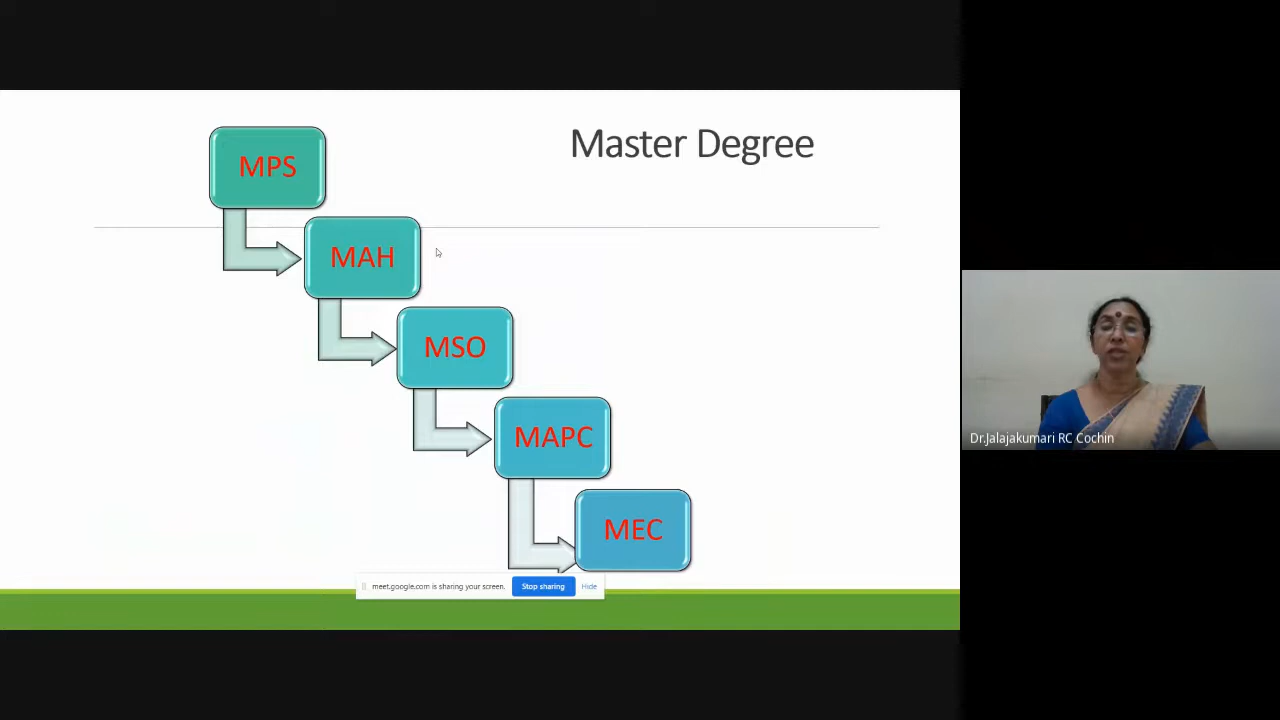 Master Degree
MPS
MAH
MSO
MAPC
MEC
meet.google.com is sharing your screen. Stop sharing Hide
Dr.Jalajakumari RC Cochin